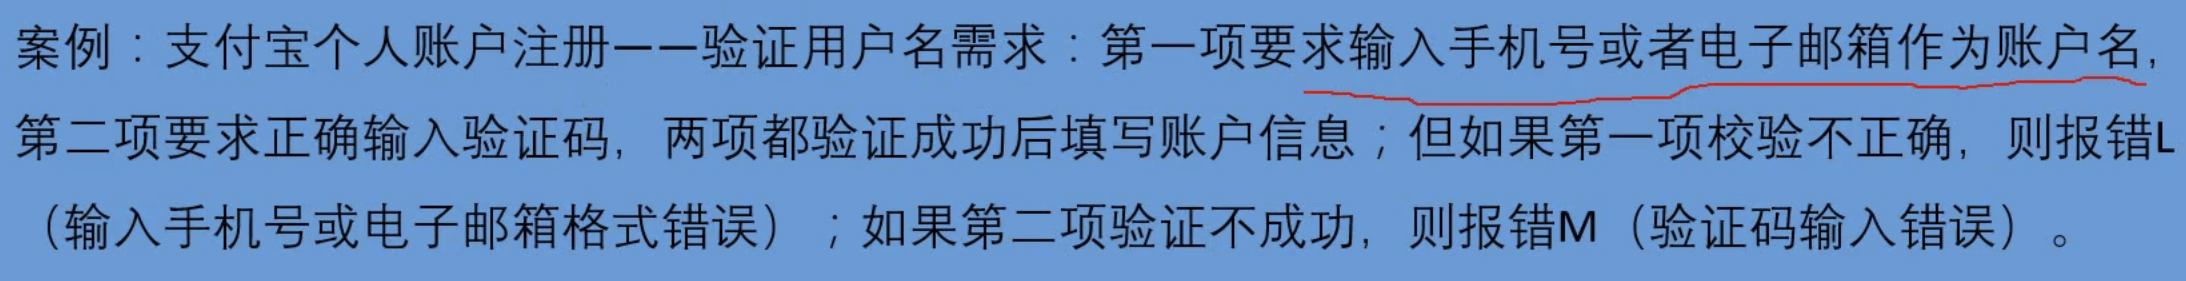 案例：支付宝个人账户注册——验证用户名需求：第一项要求输入手机号或者电子邮箱作为账户名，
第二项要求正确输入验证码，两项都验证成功后填写账户信息；但如果第一项校验不正确，则报错L
（输入手机号或电子邮箱格式错误）；如果第二项验证不成功，则报错M（验证码输入错误）。